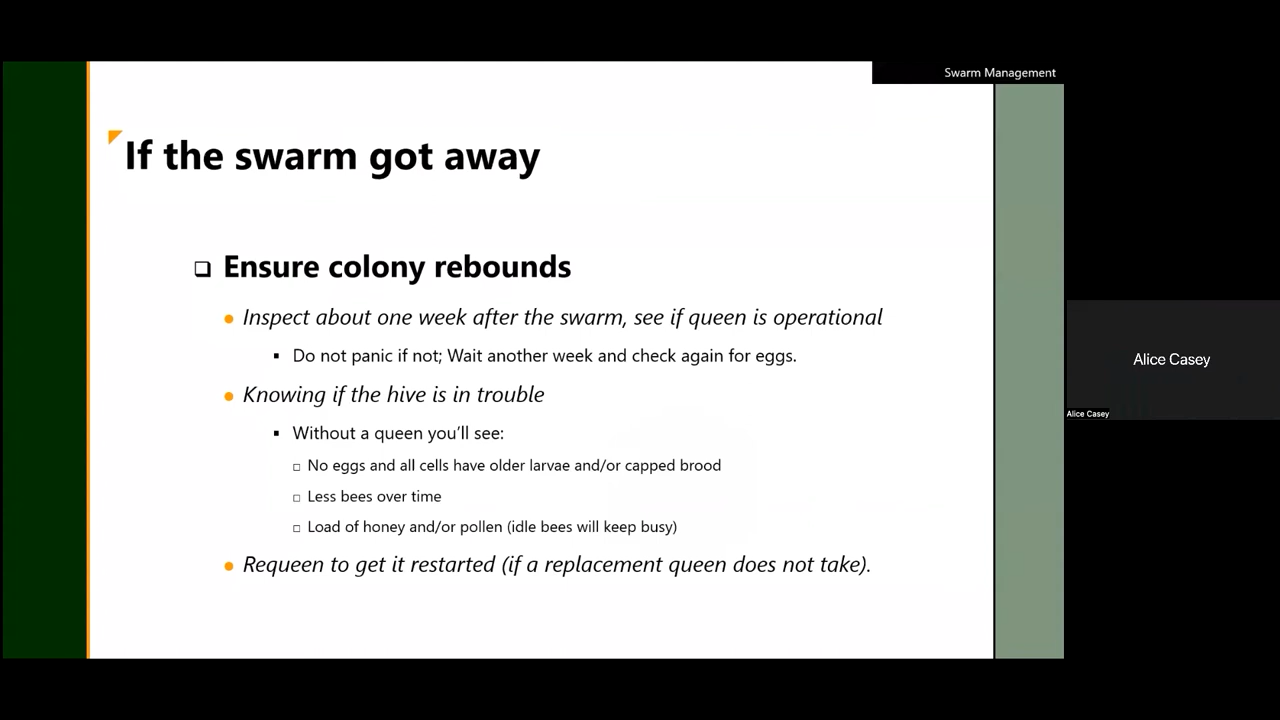 Swarm Management
If the swarm got away
Ensure colony rebounds
Inspect about one week after the swarm, see if queen is operational
Do not panic if not; Wait another week and check again for eggs.
Knowing if the hive is in trouble
Without a queen you'll see:
No eggs and all cells have older larvae and/or capped brood
Less bees over time
Load of honey and/or pollen (idle bees will keep busy)
Requeen to get it restarted (if a replacement queen does not take).
Alice Casey
Alice Casey